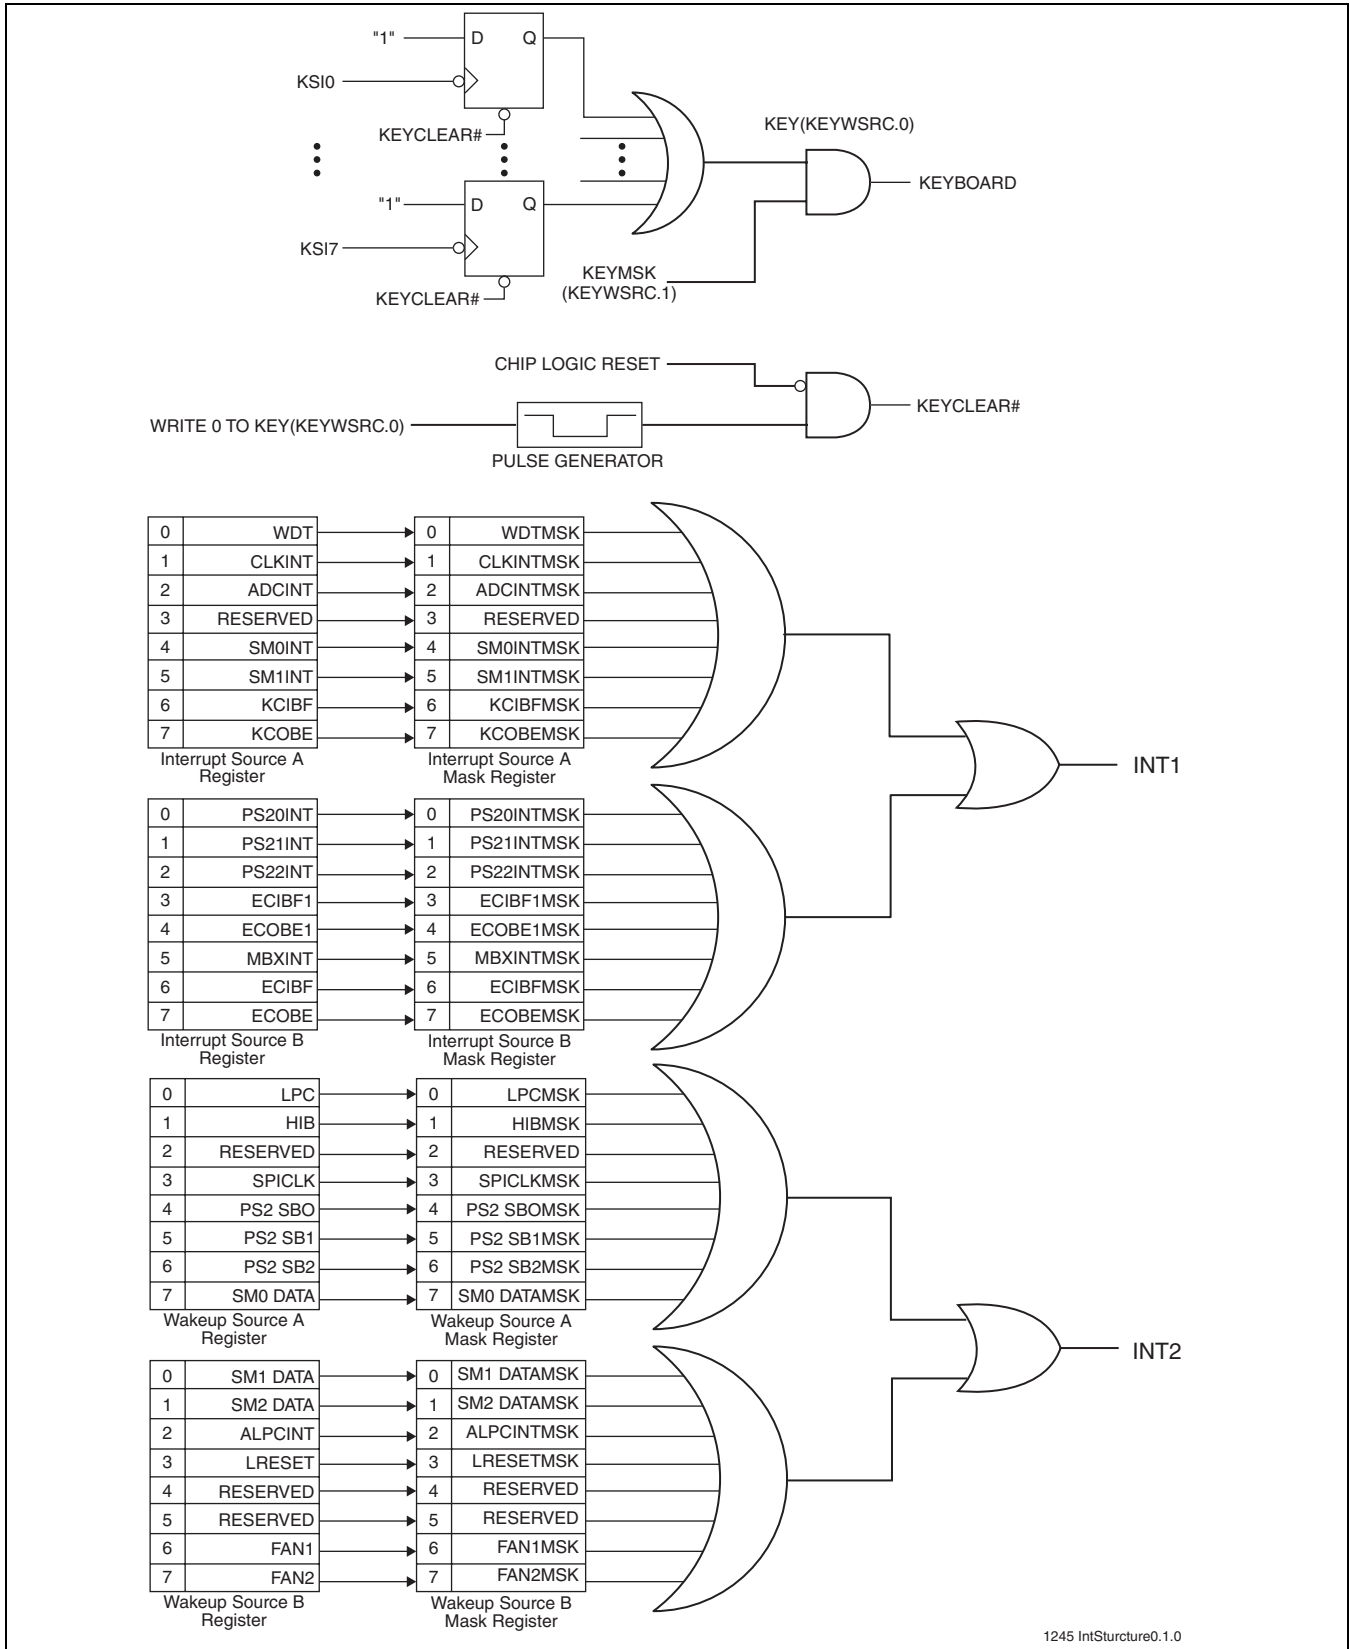 "1"
D Q
KSI0
KEYCLEAR#
KEY(KEYWSRC.0)
KEYBOARD
"1"
D Q
KSI7
KEYCLEAR#
KEYMSK
(KEYWSRC.1)
CHIP LOGIC RESET
KEYCLEAR#
WRITE 0 TO KEY(KEYWSRC.0)
PULSE GENERATOR
0 WDT 0 WDTMSK
1 CLKINT 1 CLKINTMSK
2 ADCINT 2 ADCINTMSK
3 RESERVED 3 RESERVED
4 SM0INT 4 SM0INTMSK
5 SM1INT 5 SM1INTMSK
6 KCIBF 6 KCIBFMSK
7 KCOBE 7 KCOBEMSK
Interrupt Source A
Register
Interrupt Source A
Mask Register
INT1
0 PS20INT 0 PS20INTMSK
1 PS21INT 1 PS21INTMSK
2 PS22INT 2 PS22INTMSK
3 ECIBF1 3 ECIBF1MSK
4 ECOBE1 4 ECOBE1MSK
5 MBXINT 5 MBXINTMSK
6 ECIBF 6 ECIBFMSK
7 ECOBE 7 ECOBEMSK
Interrupt Source B
Register
Interrupt Source B
Mask Register
0 LPC 0 LPCMSK
1 HIB 1 HIBMSK
2 RESERVED 2 RESERVED
3 SPICLK 3 SPICLKMSK
4 PS2 SBO 4 PS2 SBOMSK
5 PS2 SB1 5 PS2 SB1MSK
6 PS2 SB2 6 PS2 SB2MSK
7 SM0 DATA 7 SM0 DATAMSK
Wakeup Source A
Register
Wakeup Source A
Mask Register
INT2
0 SM1 DATA 0 SM1 DATAMSK
1 SM2 DATA 1 SM2 DATAMSK
2 ALPCINT 2 ALPCINTMSK
3 LRESET 3 LRESETMSK
4 RESERVED 4 RESERVED
5 RESERVED 5 RESERVED
6 FAN1 6 FAN1MSK
7 FAN2 7 FAN2MSK
Wakeup Source B
Register
Wakeup Source B
Mask Register
1245 IntSturcture0.1.0